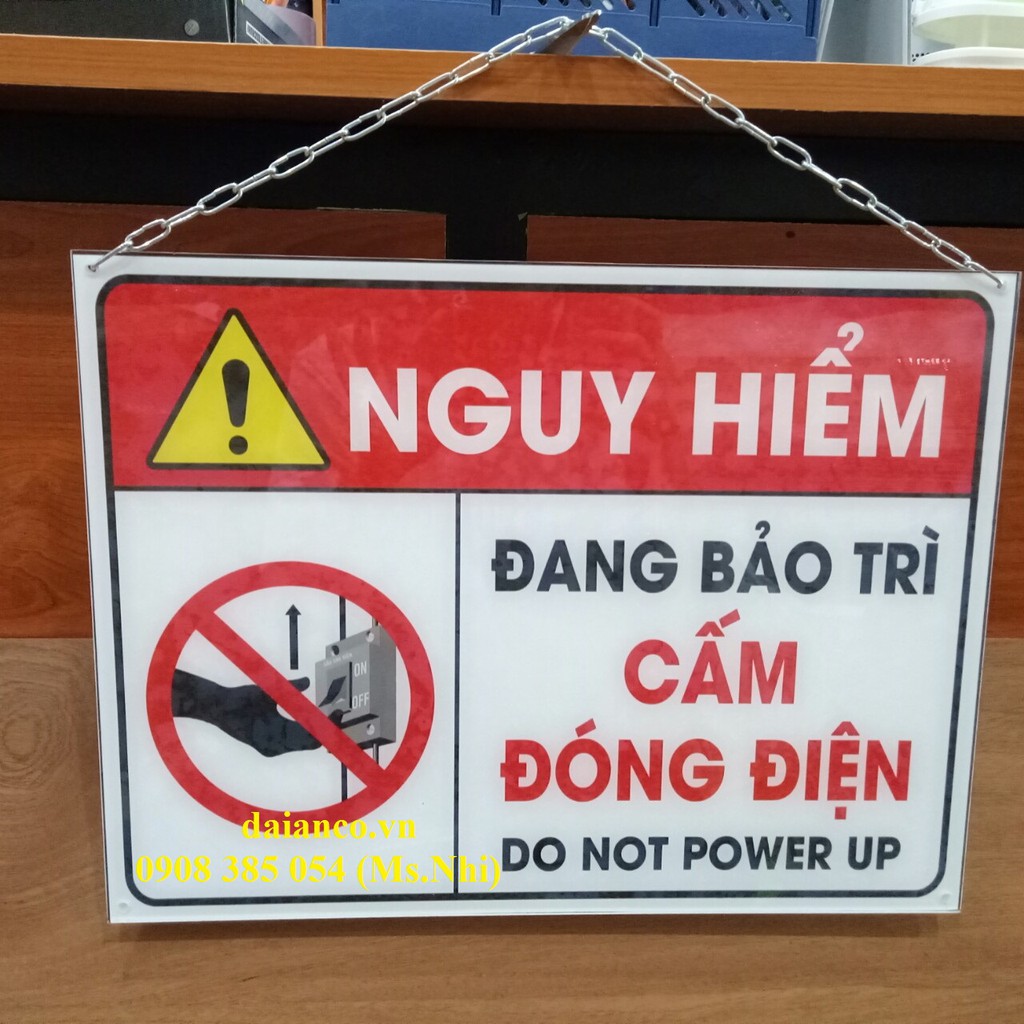 NGUY HIỂM
ĐANG BẢO TRÌ
CẤM
ĐÓNG ĐIỆN
DO NOT POWER UP
ON
OFF
daianco.vn
0908 385 054 (Ms.Nhi)